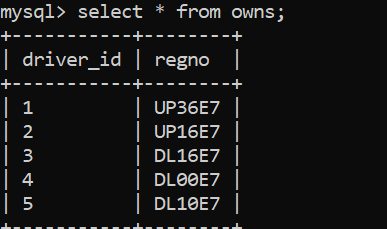 mysql> select * from owns;
+-----------+--------+
| driver_id | regno  |
+-----------+--------+
| 1         | UP36E7 |
| 2         | UP16E7 |
| 3         | DL16E7 |
| 4         | DL00E7 |
| 5         | DL10E7 |
+-----------+--------+